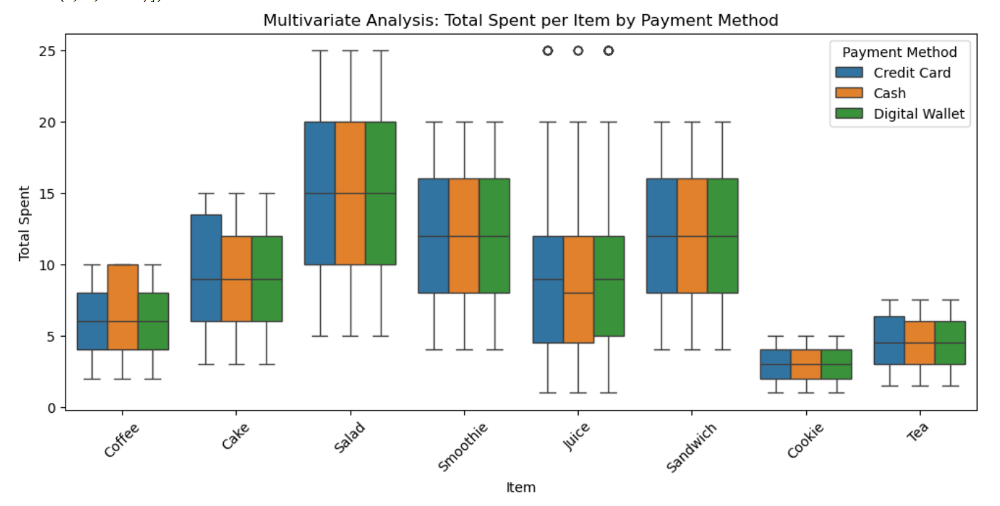 Multivariate Analysis: Total Spent per Item by Payment Method
Total Spent
25
20
15
10
5
0
Payment Method
Credit Card
Cash
Digital Wallet
Coffee
Cake
Salad
Smoothie
Juice
Sandwich
Cookie
Tea
Item